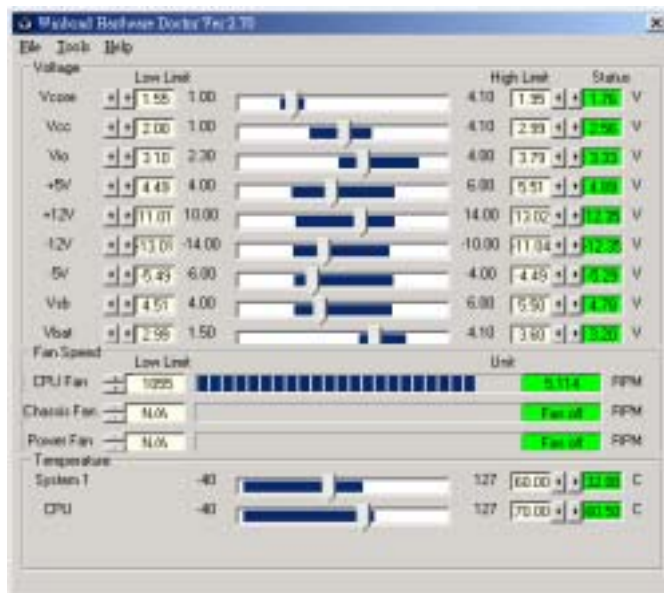 Winbond Hardware Doctor Ver 2.70
File Tools Help
Voltage
Low Limit High Limit Status
Vcore 1.55 1.00 4.10 1.95 1.76 V
Vcc 2.00 1.00 4.10 2.99 2.56 V
Vio 3.10 2.30 4.00 3.79 3.33 V
+5V 4.49 4.00 6.00 5.51 4.89 V
+12V 11.01 10.00 14.00 13.02 12.35 V
-12V -13.01 -14.00 -10.00 -11.04 -12.35 V
-5V -5.49 -6.00 -4.00 -4.49 -5.29 V
Vsb 4.51 4.00 6.00 5.50 4.78 V
Vbat 2.99 1.50 4.10 3.60 3.20 V
Fan Speed
Low Limit Unit
CPU Fan 1095 5,114 RPM
Chassis Fan N/A Fan off RPM
Power Fan N/A Fan off RPM
Temperature
System 1 -40 127 60.00 32.00 C
CPU -40 127 70.00 60.50 C